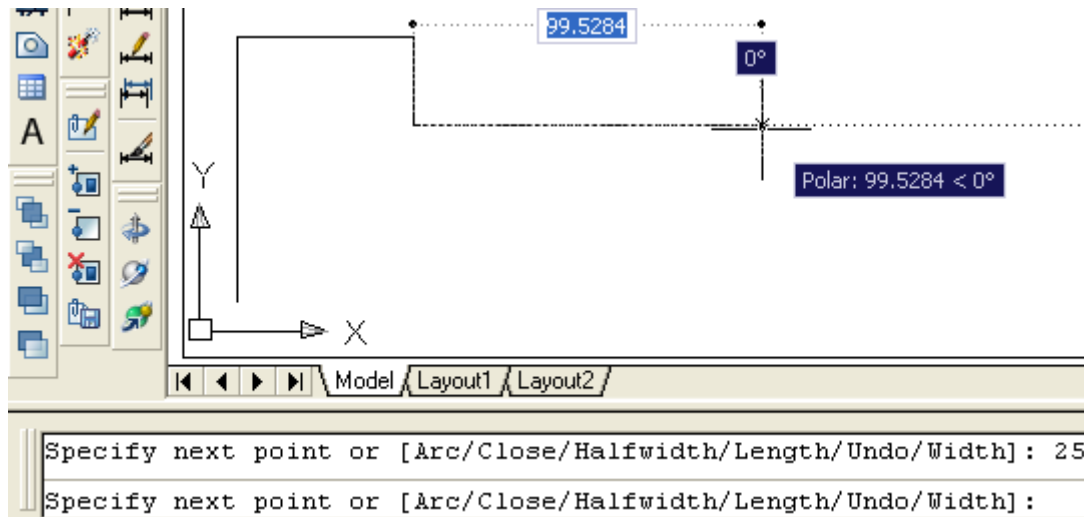 99.5284
0°
Polar: 99.5284 < 0°
A
Y
X
Model Layout1 Layout2
Specify next point or [Arc/Close/Halfwidth/Length/Undo/Width]: 25
Specify next point or [Arc/Close/Halfwidth/Length/Undo/Width]: